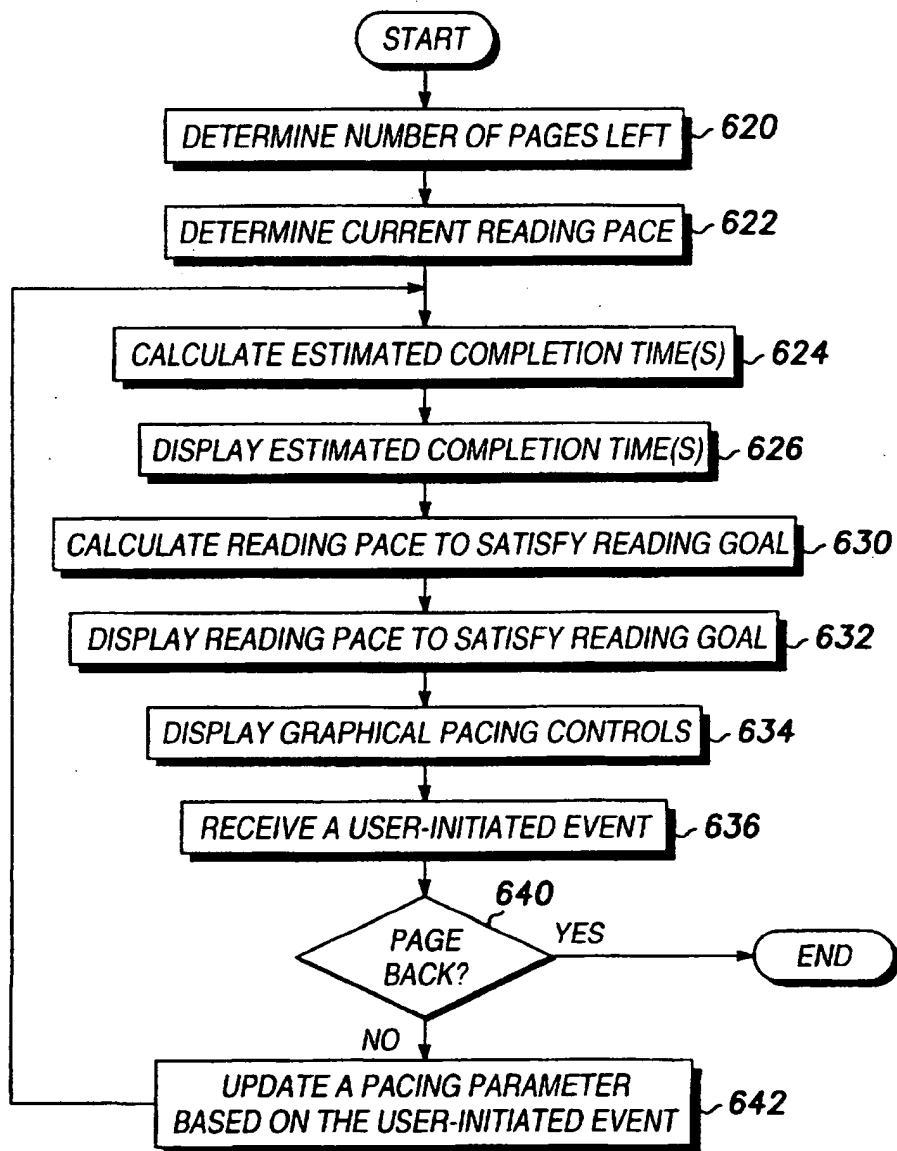 START
DETERMINE NUMBER OF PAGES LEFT 620
DETERMINE CURRENT READING PACE 622
CALCULATE ESTIMATED COMPLETION TIME(S) 624
DISPLAY ESTIMATED COMPLETION TIME(S) 626
CALCULATE READING PACE TO SATISFY READING GOAL 630
DISPLAY READING PACE TO SATISFY READING GOAL 632
DISPLAY GRAPHICAL PACING CONTROLS 634
RECEIVE A USER-INITIATED EVENT 636
640
PAGE
BACK?
YES
END
NO
UPDATE A PACING PARAMETER
BASED ON THE USER-INITIATED EVENT 642